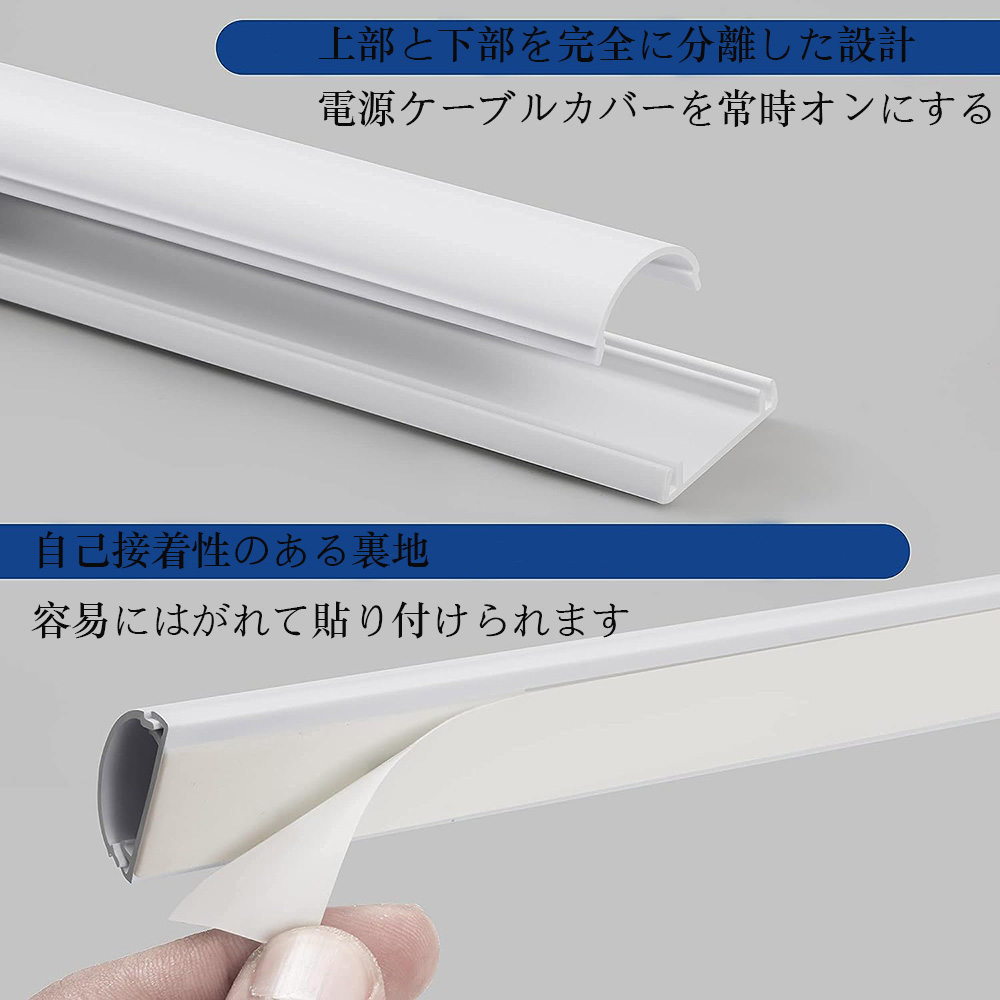 上部と下部を完全に分離した設計
電源ケーブルカバーを常時オンにする
自己接着性のある裏地
容易にはがれて貼り付けられます